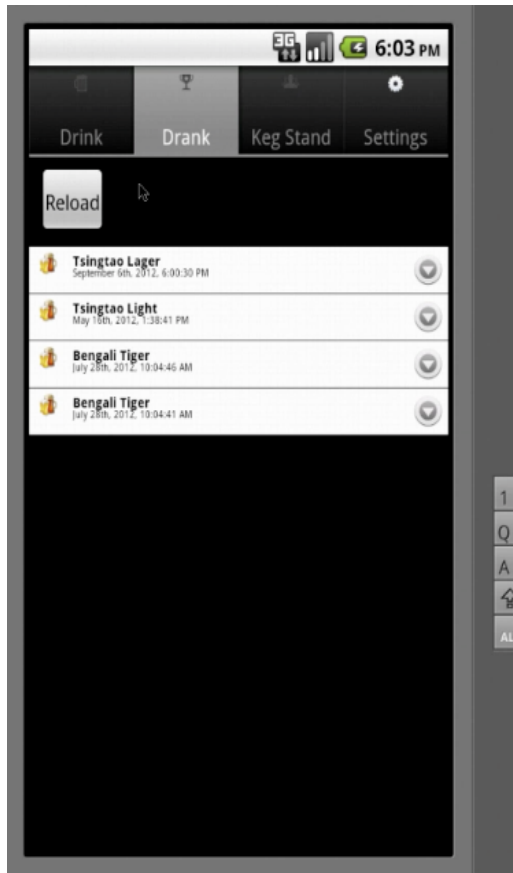 3G 6:03 PM
Drink Drank Keg Stand Settings
Reload
Tsingtao Lager
September 6th, 2012, 6:00:30 PM
Tsingtao Light
May 16th, 2012, 1:38:41 PM
Bengali Tiger
July 28th, 2012, 10:04:46 AM
Bengali Tiger
July 28th, 2012, 10:04:41 AM
1
Q
A